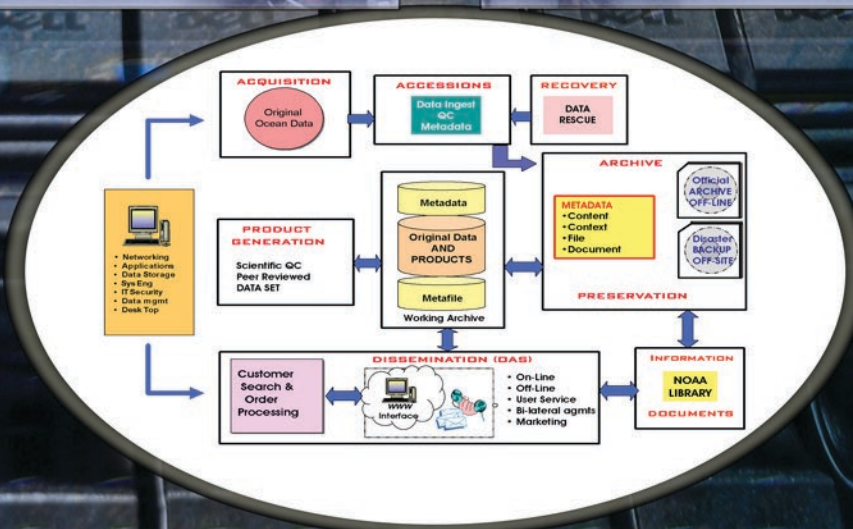 ACQUISITION
Original
Ocean Data
ACCESSIONS
Data Ingest
QC
Metadata
RECOVERY
DATA
RESCUE
ARCHIVE
METADATA
•Content
•Context
•File
•Document
Official
ARCHIVE
OFF-LINE
Disaster
BACKUP
OFF-SITE
PRESERVATION
• Networking
• Applications
• Data Storage
• Sys Eng
• IT Security
• Data mgmt
• Desk Top
PRODUCT
GENERATION
Scientific QC
Peer Reviewed
DATA SET
Metadata
Original Data
AND
PRODUCTS
Metafile
Working Archive
DISSEMINATION (OAS)
Customer
Search &
Order
Processing
WWW
Interface
• On-Line
• Off-Line
• User Service
• Bi-lateral agmts
• Marketing
INFORMATION
NOAA
LIBRARY
DOCUMENTS